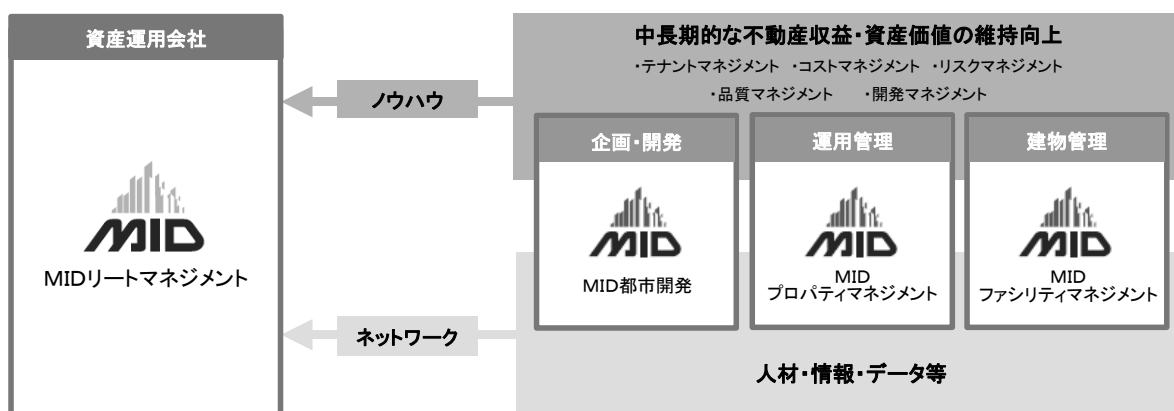 資産運用会社
MID
MIDリートマネジメント
ノウハウ
ネットワーク
中長期的な不動産収益・資産価値の維持向上
・テナントマネジメント ・コストマネジメント ・リスクマネジメント
・品質マネジメント ・開発マネジメント
企画・開発
MID
MID都市開発
運用管理
MID
MID
プロパティマネジメント
建物管理
MID
MID
ファシリティマネジメント
人材・情報・データ等